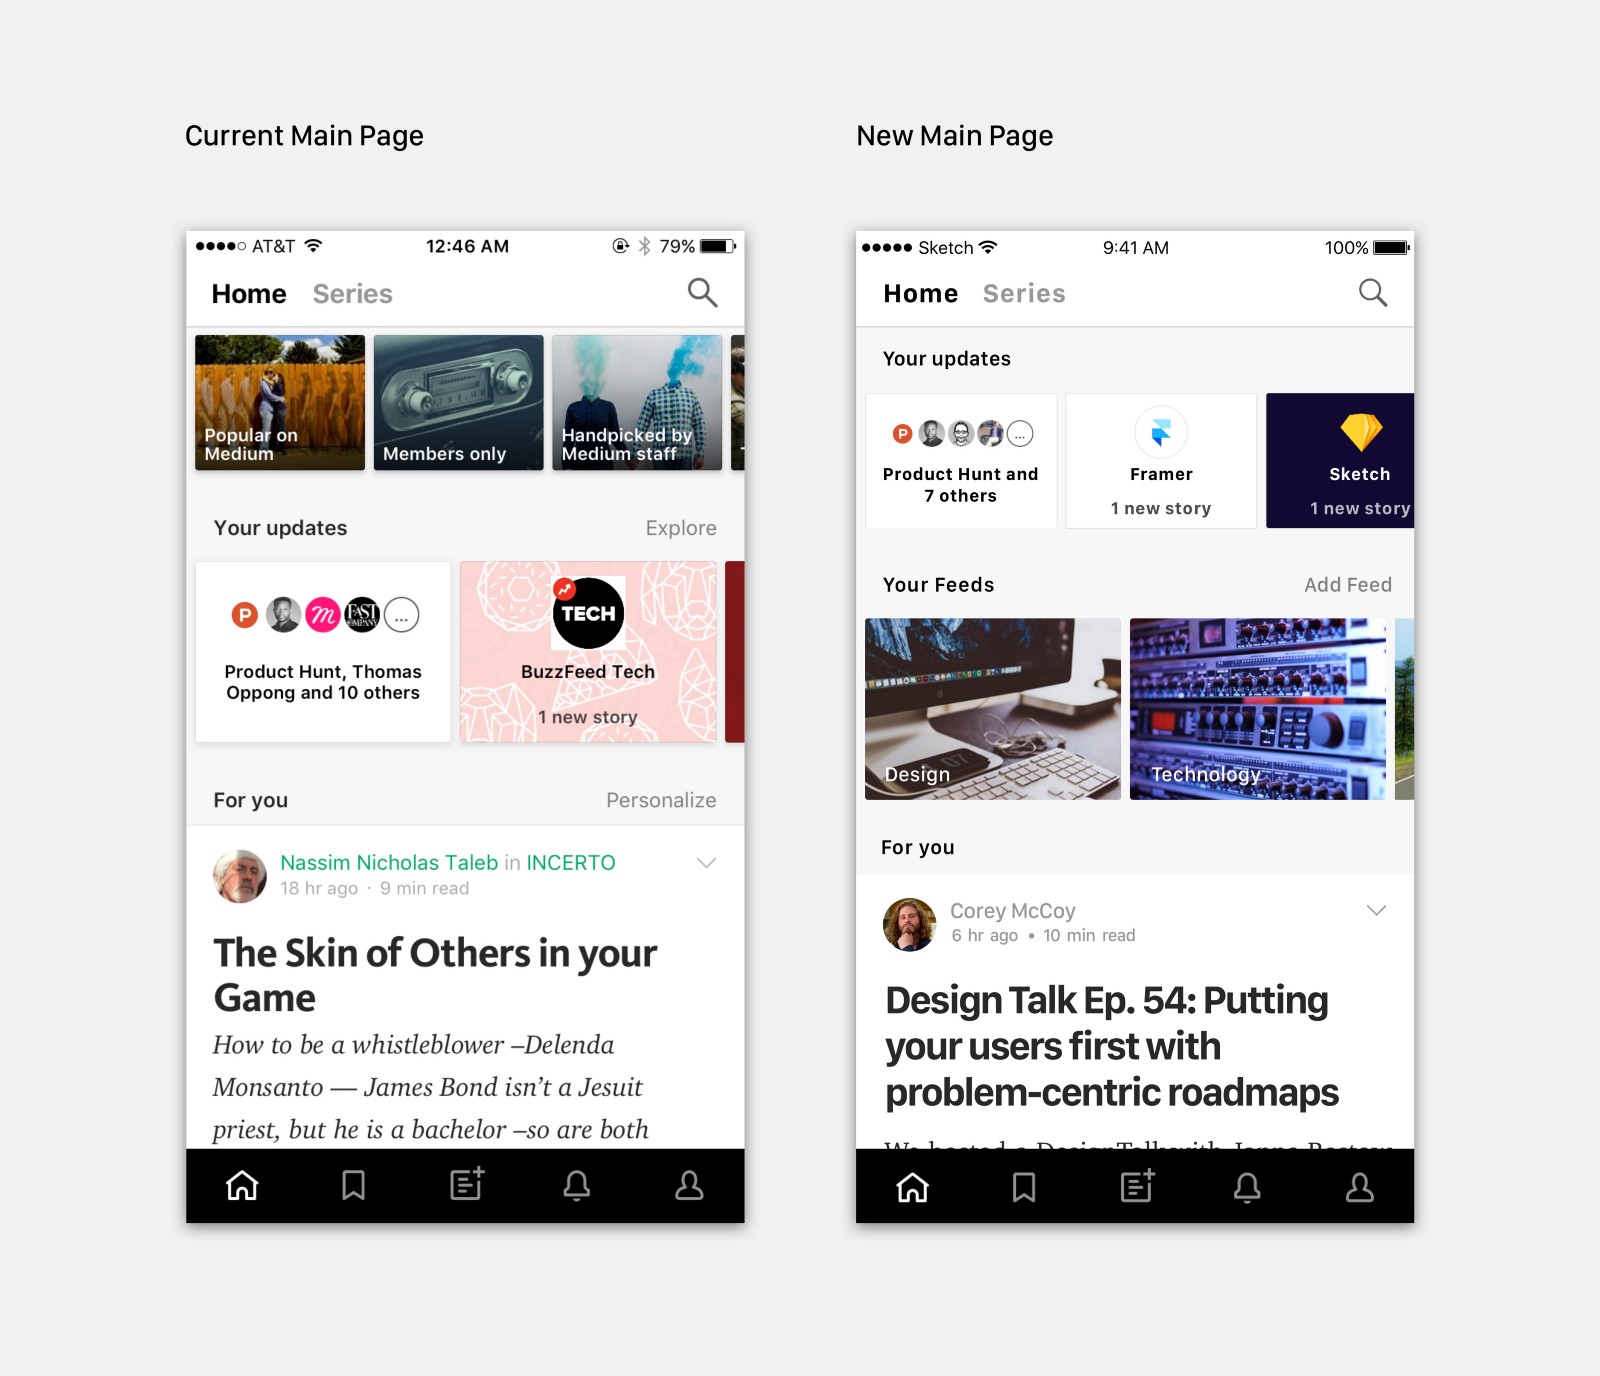 Current Main Page
New Main Page
AT&T
12:46 AM
79%
Home
Series
Popular on
Medium
Members only
Handpicked by
Medium staff
Your updates
Explore
P
M
FAST
COMPANY
...
Product Hunt, Thomas
Oppong and 10 others
TECH
BuzzFeed Tech
1 new story
For you
Personalize
Nassim Nicholas Taleb in INCERTO
18 hr ago · 9 min read
The Skin of Others in your
Game
How to be a whistleblower –Delenda
Monsanto — James Bond isn’t a Jesuit
priest, but he is a bachelor –so are both
Sketch
9:41 AM
100%
Home
Series
Your updates
P
...
Product Hunt and
7 others
Framer
1 new story
Sketch
1 new story
Your Feeds
Add Feed
Design
Technology
For you
Corey McCoy
6 hr ago • 10 min read
Design Talk Ep. 54: Putting
your users first with
problem-centric roadmaps
We hosted a DesignTalk with